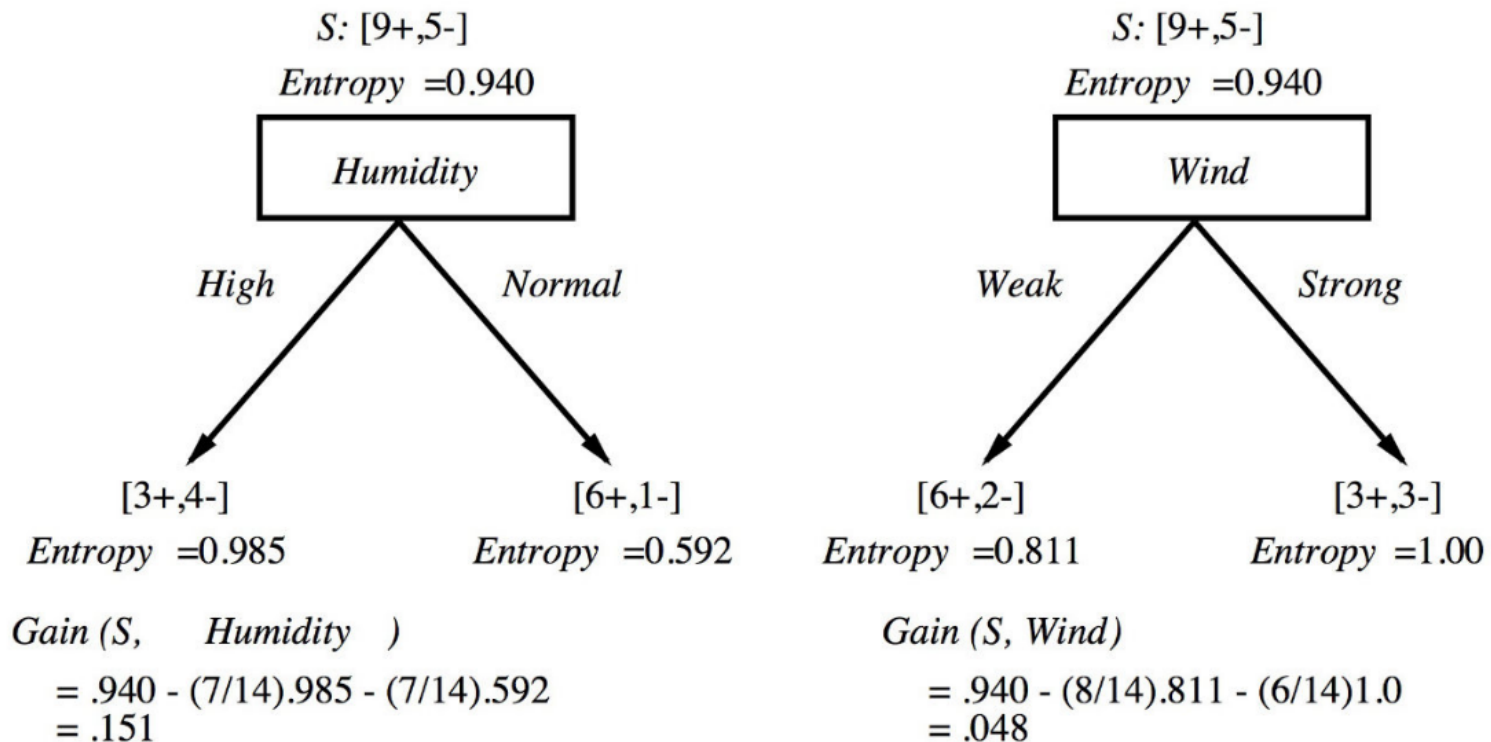 S: [9+,5-]
Entropy =0.940
Humidity
High
Normal
[3+,4-]
Entropy =0.985
[6+,1-]
Entropy =0.592
Gain (S, Humidity )
= .940 - (7/14).985 - (7/14).592
= .151
S: [9+,5-]
Entropy =0.940
Wind
Weak
Strong
[6+,2-]
Entropy =0.811
[3+,3-]
Entropy =1.00
Gain (S, Wind)
= .940 - (8/14).811 - (6/14)1.0
= .048